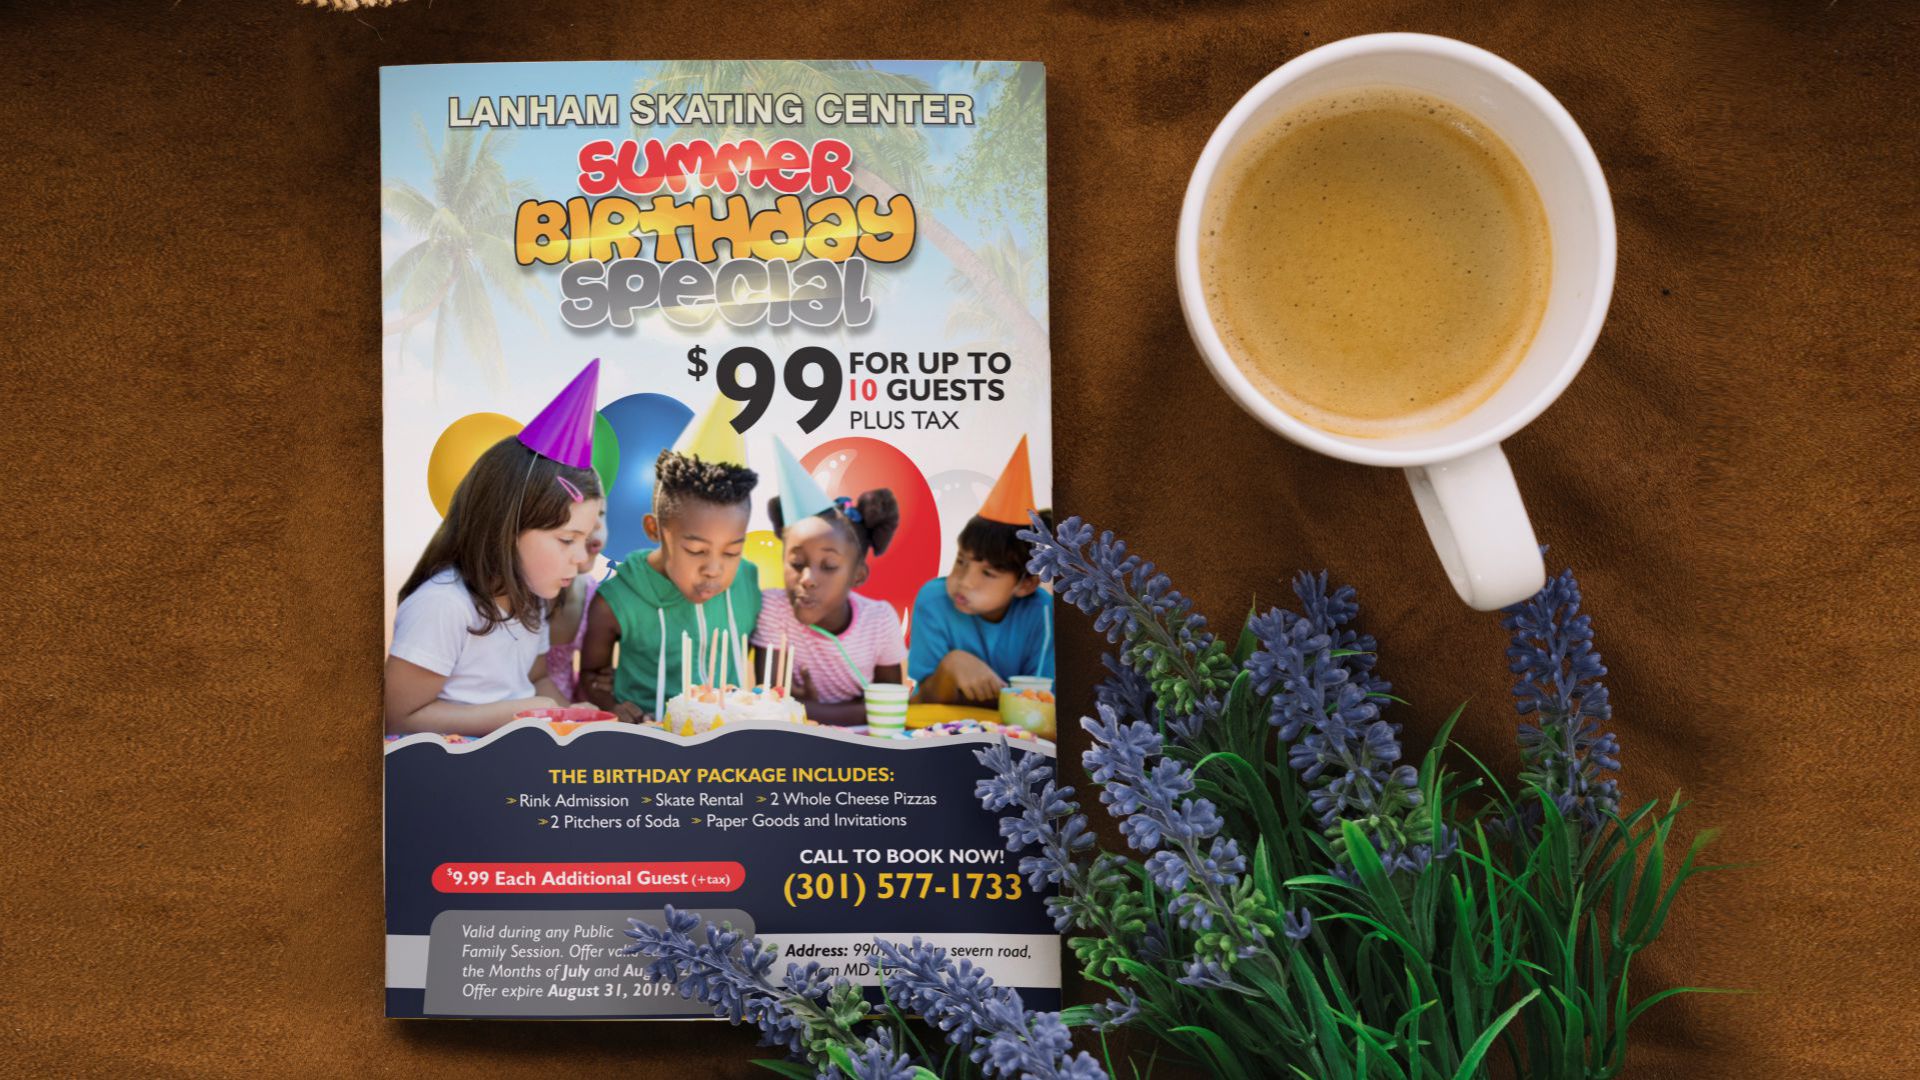 LANHAM SKATING CENTER
SUMMER
BIRTHDAY
SPECIAL
$99 FOR UP TO
10 GUESTS
PLUS TAX
THE BIRTHDAY PACKAGE INCLUDES:
➢ Rink Admission ➢ Skate Rental ➢ 2 Whole Cheese Pizzas
➢ 2 Pitchers of Soda ➢ Paper Goods and Invitations
$9.99 Each Additional Guest (+tax)
CALL TO BOOK NOW!
(301) 577-1733
Valid during any Public
Family Session. Offer
the Months of July and
Offer expire August 31, 2019.
Address: severn road,
MD